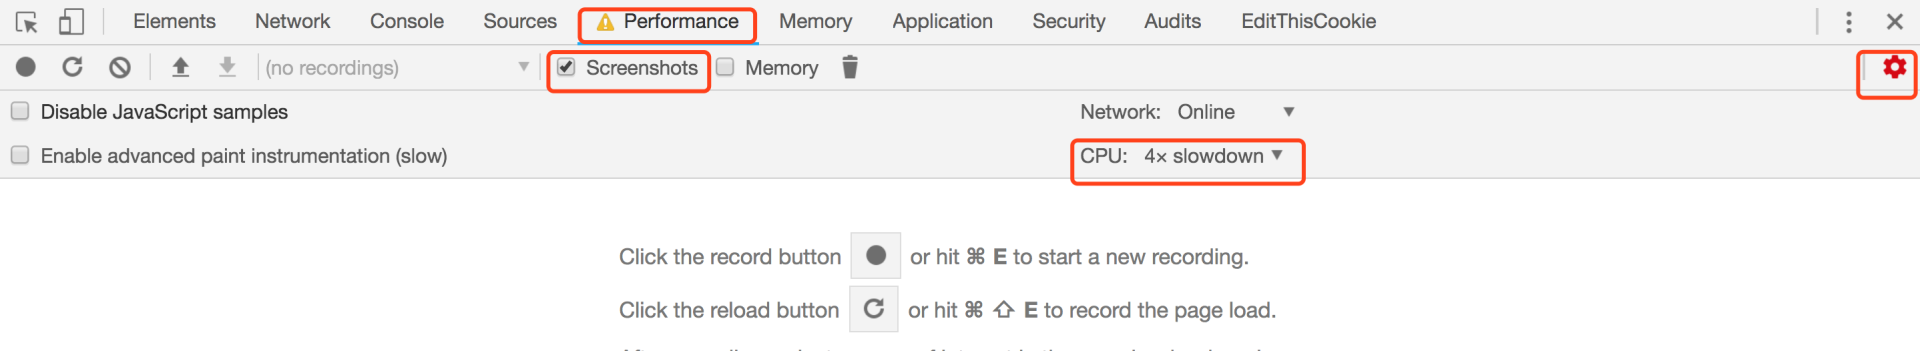 Elements Network Console Sources Performance Memory Application Security Audits EditThisCookie
(no recordings) Screenshots Memory
Disable JavaScript samples Network: Online
Enable advanced paint instrumentation (slow) CPU: 4× slowdown
Click the record button or hit ⌘ E to start a new recording.
Click the reload button or hit ⌘ ⇧ E to record the page load.